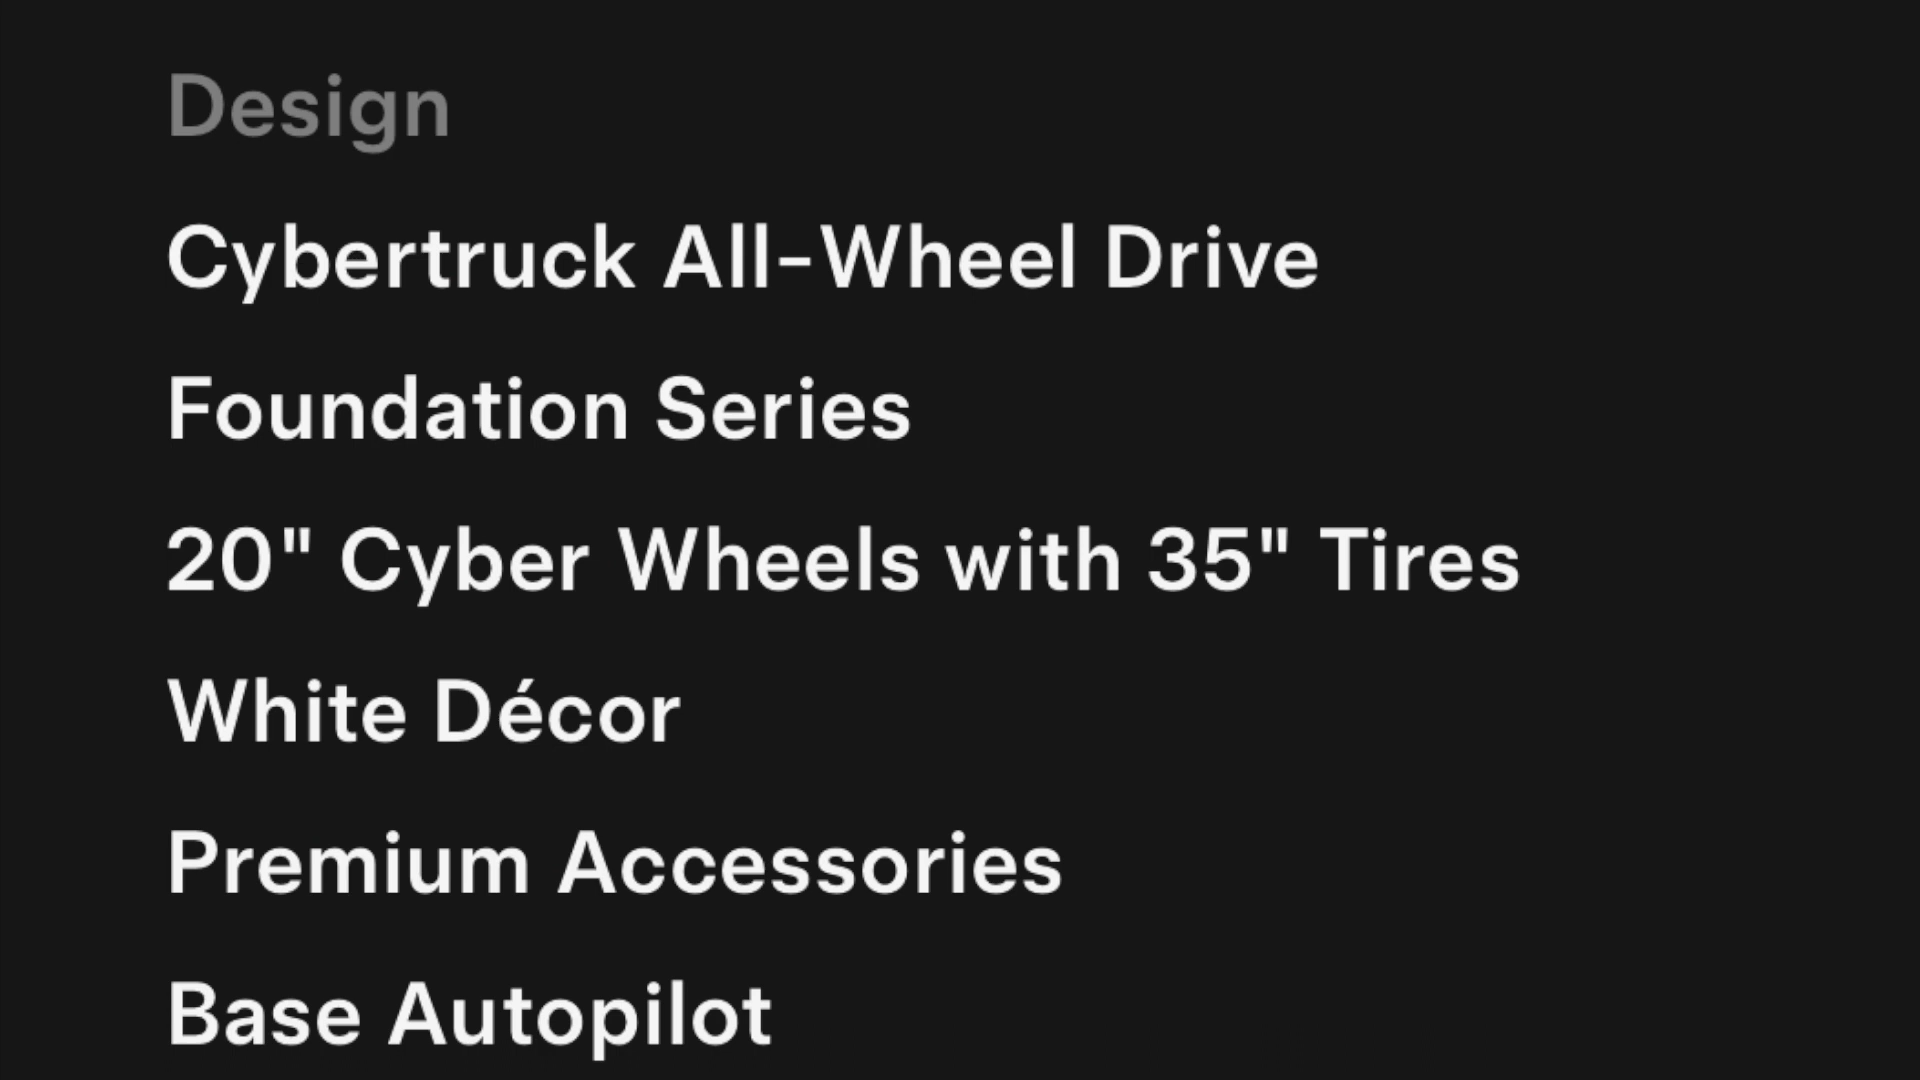 Design
Cybertruck All-Wheel Drive
Foundation Series
20" Cyber Wheels with 35" Tires
White Décor
Premium Accessories
Base Autopilot